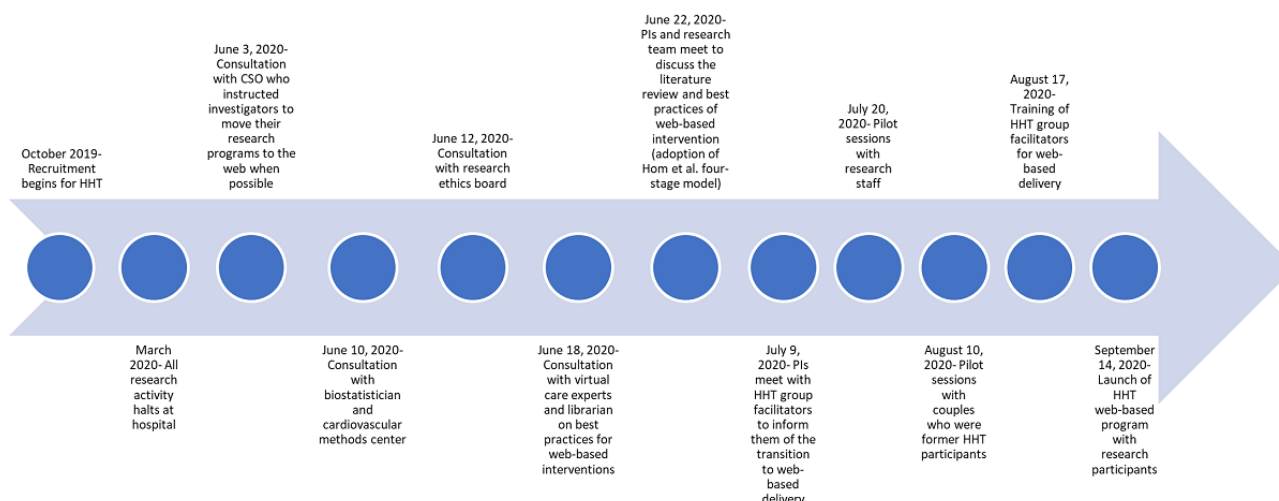 October 2019-
Recruitment
begins for HHT
March
2020- All
research
activity
halts at
hospital
June 3, 2020-
Consultation
with CSO who
instructed
investigators to
move their
research
programs to the
web when
possible
June 10, 2020-
Consultation
with
biostatistician
and
cardiovascular
methods center
June 12, 2020-
Consultation
with research
ethics board
June 18, 2020-
Consultation
with virtual
care experts
and librarian
on best
practices for
web-based
interventions
June 22, 2020-
PIs and research
team meet to
discuss the
literature
review and best
practices of
web-based
intervention
(adoption of
Hom et al. four-
stage model)
July 9,
2020- PIs
meet with
HHT group
facilitators
to inform
them of the
transition
to web-
based
delivery
July 20,
2020- Pilot
sessions
with
research
staff
August 10,
2020- Pilot
sessions
with
couples
who were
former HHT
participants
August 17,
2020-
Training of
HHT group
facilitators
for web-
based
delivery
September
14, 2020-
Launch of
HHT
web-based
program
with
research
participants